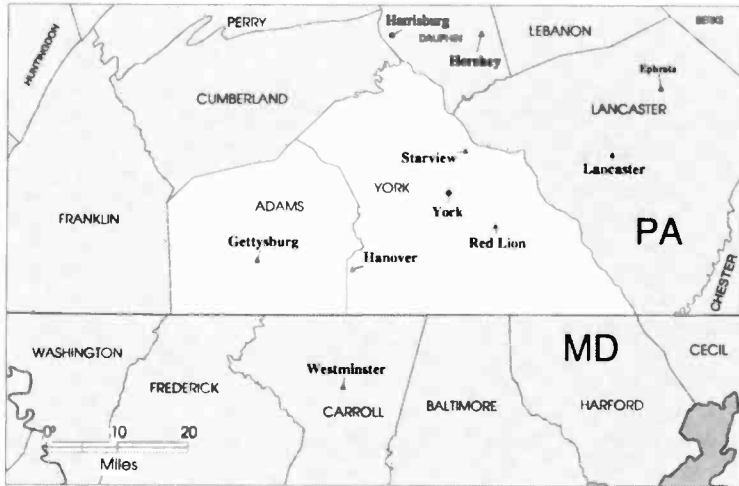 PERRY
Harrisburg
DAUPHIN
LEBANON
BERKS
HUNTINGDON
Hershey
Ephrata
CUMBERLAND
LANCASTER
Starview
Lancaster
YORK
FRANKLIN
ADAMS
York
Gettysburg
Hanover
Red Lion
PA
CHESTER
WASHINGTON
MD
CECIL
FREDERICK
Westminster
CARROLL
BALTIMORE
HARFORD
0 10 20
Miles